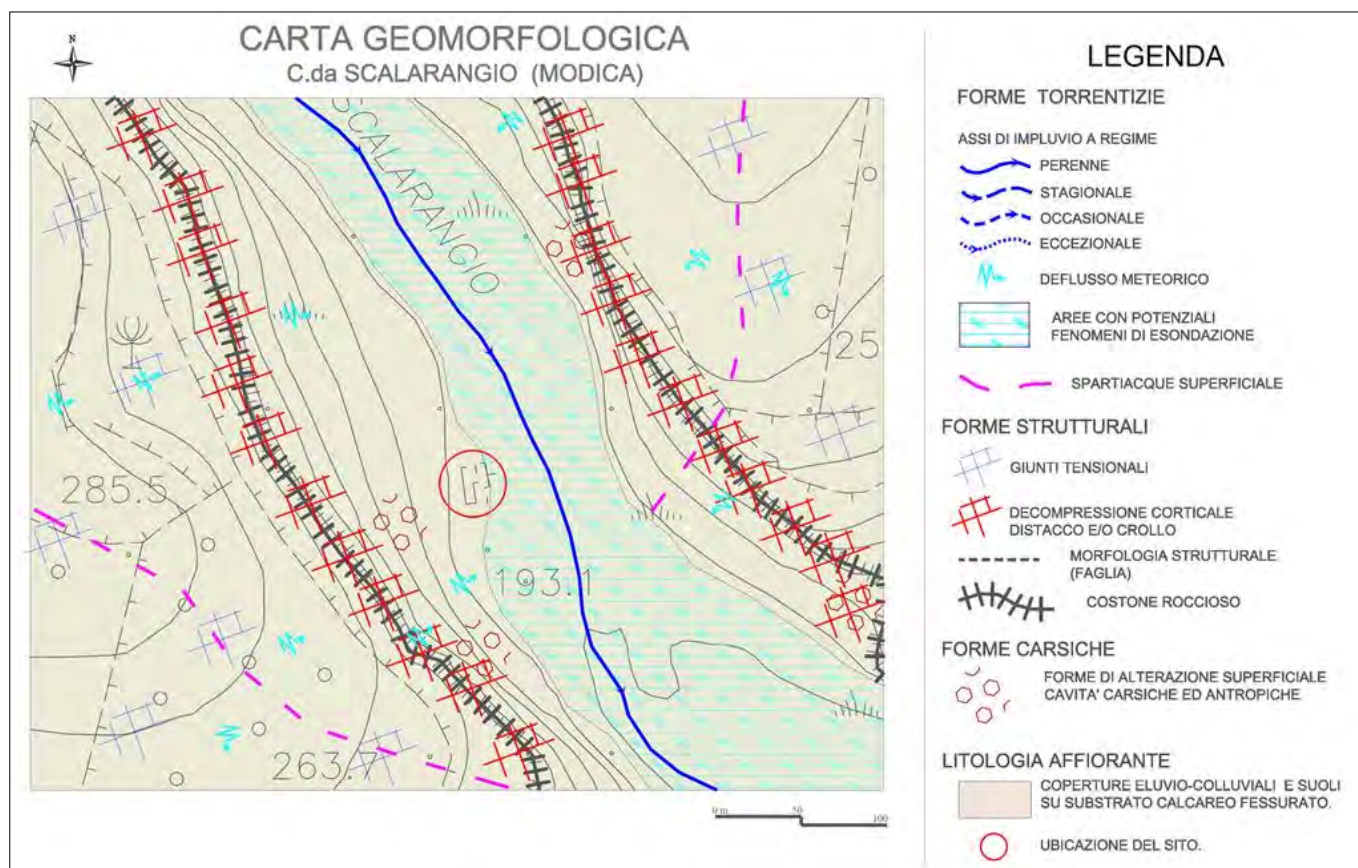 N
CARTA GEOMORFOLOGICA
C.da SCALARANGIO (MODICA)
SCALARANGIO
25
285.5
193.1
263.7
0 m
50
100
LEGENDA
FORME TORRENTIZIE
ASSI DI IMPLUVIO A REGIME
PERENNE
STAGIONALE
OCCASIONALE
ECCEZIONALE
DEFLUSSO METEORICO
AREE CON POTENZIALI
FENOMENI DI ESONDAZIONE
SPARTIACQUE SUPERFICIALE
FORME STRUTTURALI
GIUNTI TENSIONALI
DECOMPRESSIONE CORTICALE
DISTACCO E/O CROLLO
MORFOLOGIA STRUTTURALE
(FAGLIA)
COSTONE ROCCIOSO
FORME CARSICHE
FORME DI ALTERAZIONE SUPERFICIALE
CAVITA' CARSICHE ED ANTROPICHE
LITOLOGIA AFFIORANTE
COPERTURE ELUVIO-COLLUVIALI E SUOLI
SU SUBSTRATO CALCAREO FESSURATO.
UBICAZIONE DEL SITO.